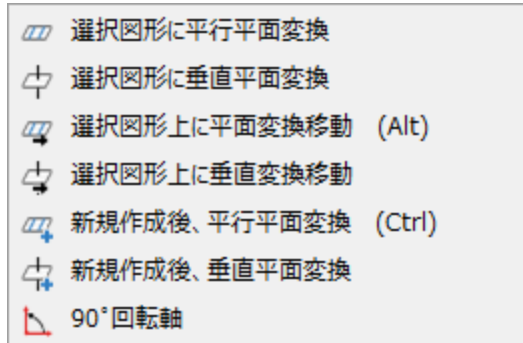 選択図形に平行平面変換
選択図形に垂直平面変換
選択図形上に平面変換移動 (Alt)
選択図形上に垂直変換移動
新規作成後、平行平面変換 (Ctrl)
新規作成後、垂直平面変換
90°回転軸